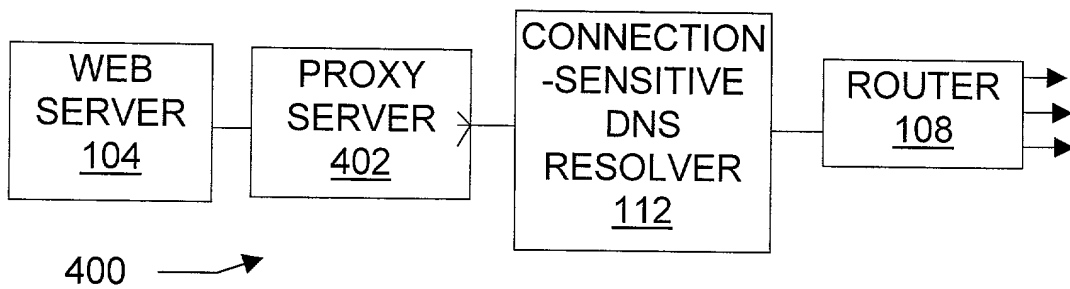 WEB
SERVER
104
PROXY
SERVER
402
CONNECTION
-SENSITIVE
DNS
RESOLVER
112
ROUTER
108
400